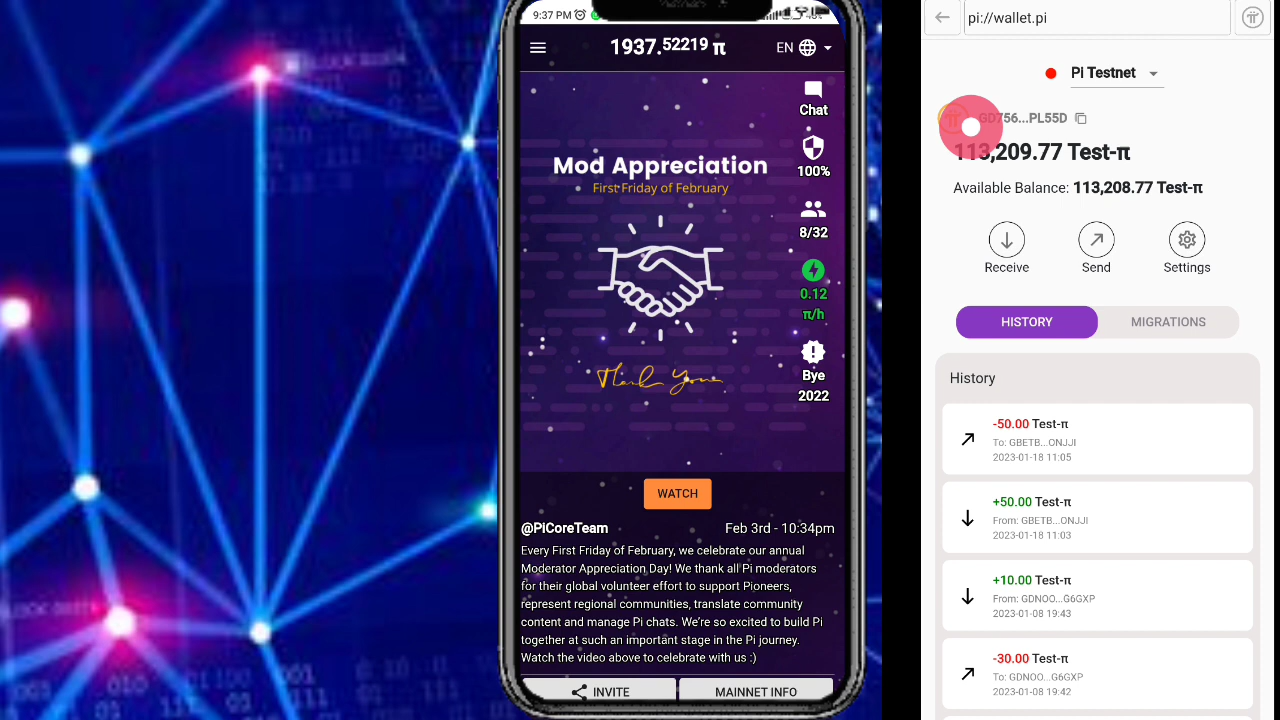 9:37 PM
1937.52219 π
EN
Chat
100%
8/32
0.12
π/h
Bye
2022
Mod Appreciation
First Friday of February
Thank You
WATCH
@PiCoreTeam
Feb 3rd - 10:34pm
Every First Friday of February, we celebrate our annual
Moderator Appreciation Day! We thank all Pi moderators
for their global volunteer effort to support Pioneers,
represent regional communities, translate community
content and manage Pi chats. We're so excited to build Pi
together at such an important stage in the Pi journey.
Watch the video above to celebrate with us :)
INVITE
MAINNET INFO
pi://wallet.pi
Pi Testnet
GD756...PL55D
113,209.77 Test-π
Available Balance: 113,208.77 Test-π
Receive
Send
Settings
HISTORY
MIGRATIONS
History
-50.00 Test-π
To: GBETB...ONJJI
2023-01-18 11:05
+50.00 Test-π
From: GBETB...ONJJI
2023-01-18 11:03
+10.00 Test-π
From: GDNOO...G6GXP
2023-01-08 19:43
-30.00 Test-π
To: GDNOO...G6GXP
2023-01-08 19:42